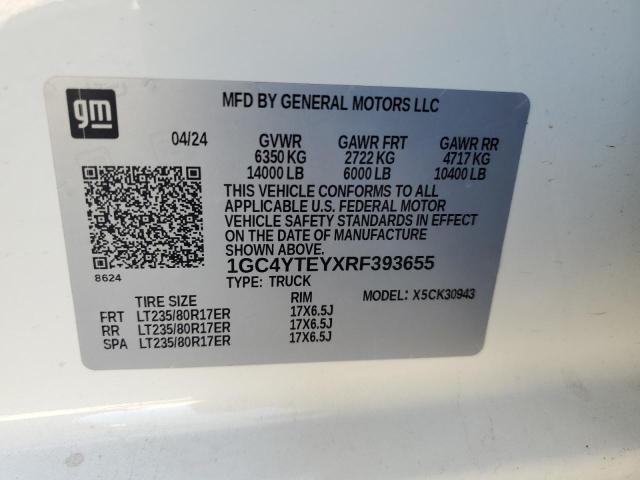 gm
MFD BY GENERAL MOTORS LLC
04/24 GVWR GAWR FRT GAWR RR
6350 KG 2722 KG 4717 KG
14000 LB 6000 LB 10400 LB
THIS VEHICLE CONFORMS TO ALL
APPLICABLE U.S. FEDERAL MOTOR
VEHICLE SAFETY STANDARDS IN EFFECT
ON THE DATE OF MANUFACTURE
SHOWN ABOVE.
1GC4YTEYXRF393655
8624
TYPE: TRUCK
TIRE SIZE RIM MODEL: X5CK30943
FRT LT235/80R17ER 17X6.5J
RR LT235/80R17ER 17X6.5J
SPA LT235/80R17ER 17X6.5J